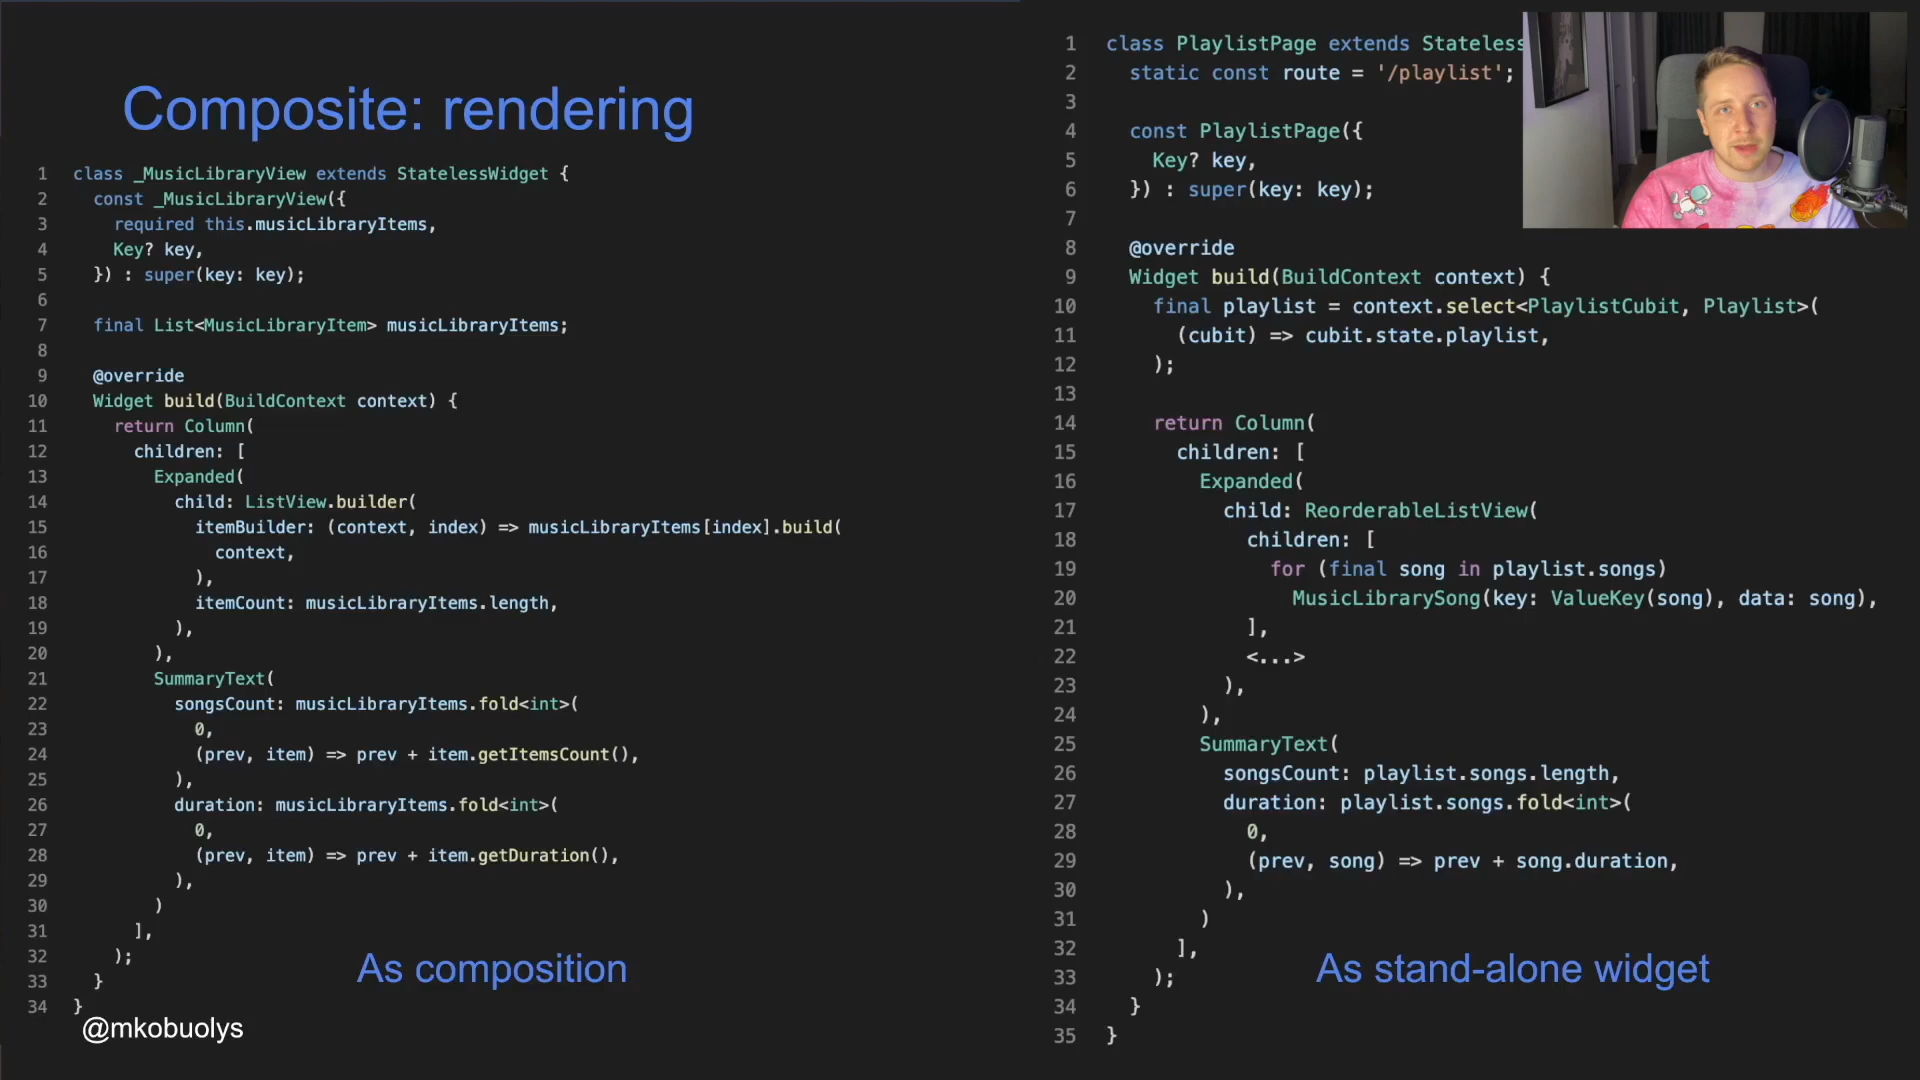 Composite: rendering
1 class _MusicLibraryView extends StatelessWidget {
2 const _MusicLibraryView({
3 required this.musicLibraryItems,
4 Key? key,
5 }) : super(key: key);
6
7 final List<MusicLibraryItem> musicLibraryItems;
8
9 @override
10 Widget build(BuildContext context) {
11 return Column(
12 children: [
13 Expanded(
14 child: ListView.builder(
15 itemBuilder: (context, index) => musicLibraryItems[index].build(
16 context,
17 ),
18 itemCount: musicLibraryItems.length,
19 ),
20 ),
21 SummaryText(
22 songsCount: musicLibraryItems.fold<int>(
23 0,
24 (prev, item) => prev + item.getItemsCount(),
25 ),
26 duration: musicLibraryItems.fold<int>(
27 0,
28 (prev, item) => prev + item.getDuration(),
29 ),
30 )
31 ],
32 );
33 }
34 }
As composition
@mkobuolys
1 class PlaylistPage extends Stateless
2 static const route = '/playlist';
3
4 const PlaylistPage({
5 Key? key,
6 }) : super(key: key);
7
8 @override
9 Widget build(BuildContext context) {
10 final playlist = context.select<PlaylistCubit, Playlist>(
11 (cubit) => cubit.state.playlist,
12 );
13
14 return Column(
15 children: [
16 Expanded(
17 child: ReorderableListView(
18 children: [
19 for (final song in playlist.songs)
20 MusicLibrarySong(key: ValueKey(song), data: song),
21 ],
22 <...>
23 ),
24 ),
25 SummaryText(
26 songsCount: playlist.songs.length,
27 duration: playlist.songs.fold<int>(
28 0,
29 (prev, song) => prev + song.duration,
30 ),
31 )
32 ],
33 );
34 }
35 }
As stand-alone widget